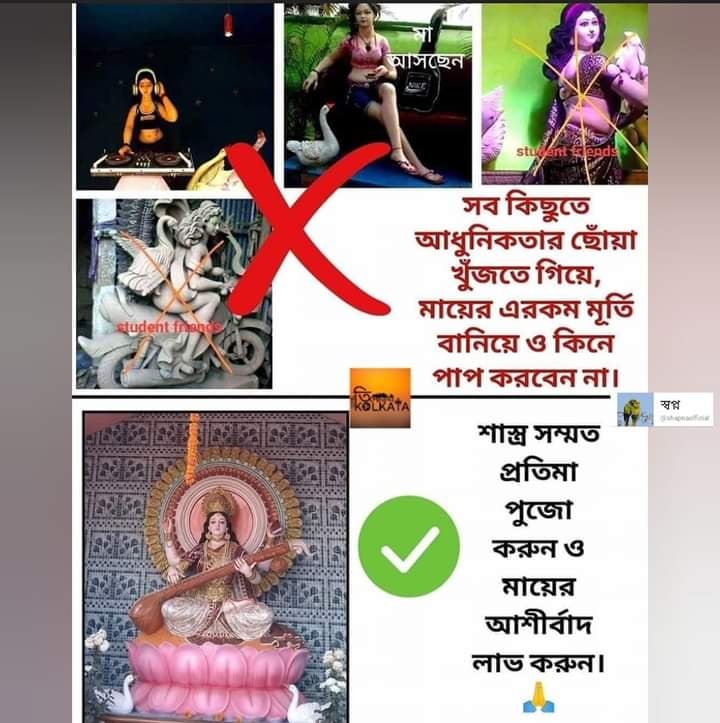 মা
আসছেন
NIKE
student friends
student friends
সব কিছুতে
আধুনিকতার ছোঁয়া
খুঁজতে গিয়ে,
মায়ের এরকম মূর্তি
বানিয়ে ও কিনে
পাপ করবেন না।
KOLKATA
স্বপ্ন
@shapnaofficial
শাস্ত্র সম্মত
প্রতিমা
পুজো
করুন ও
মায়ের
আশীর্বাদ
লাভ করুন।